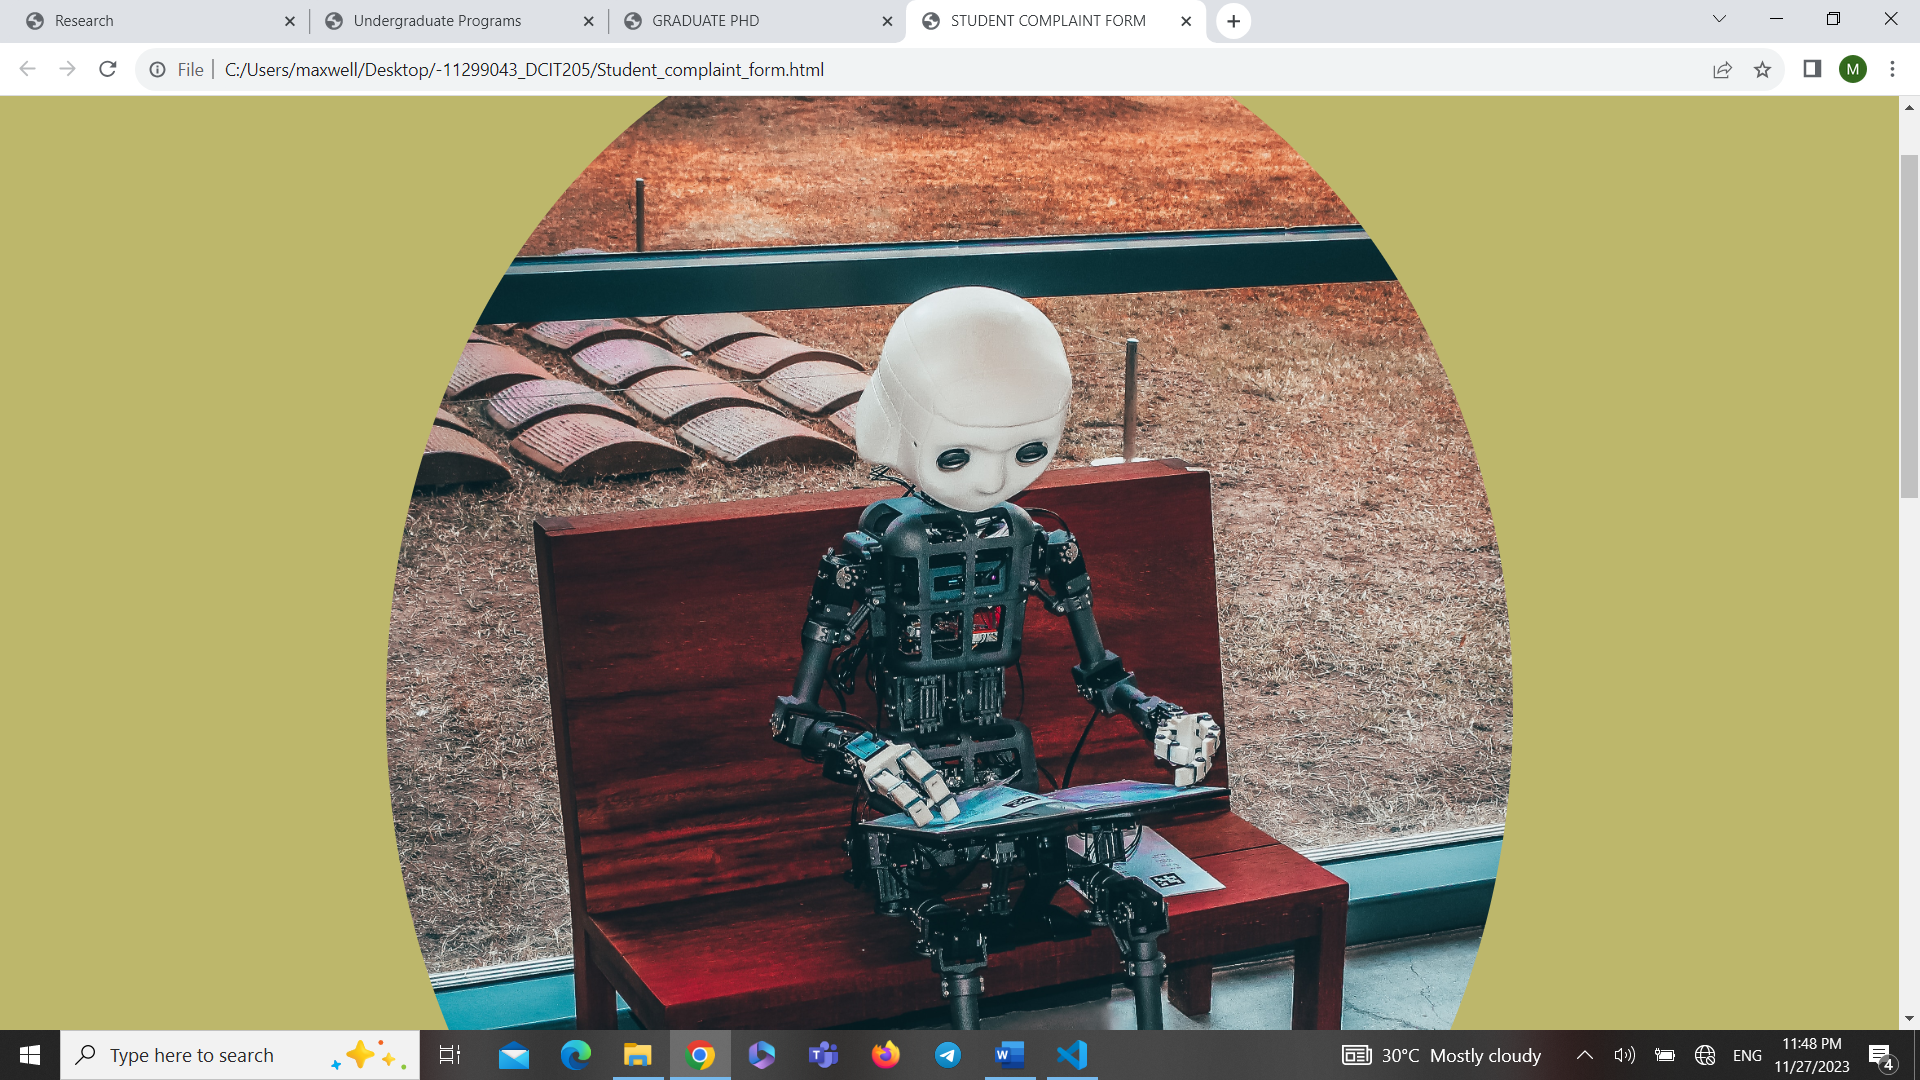 Research
Undergraduate Programs
GRADUATE PHD
STUDENT COMPLAINT FORM
File
C:/Users/maxwell/Desktop/-11299043_DCIT205/Student_complaint_form.html
M
Type here to search
30°C Mostly cloudy
ENG
11:48 PM
11/27/2023
4